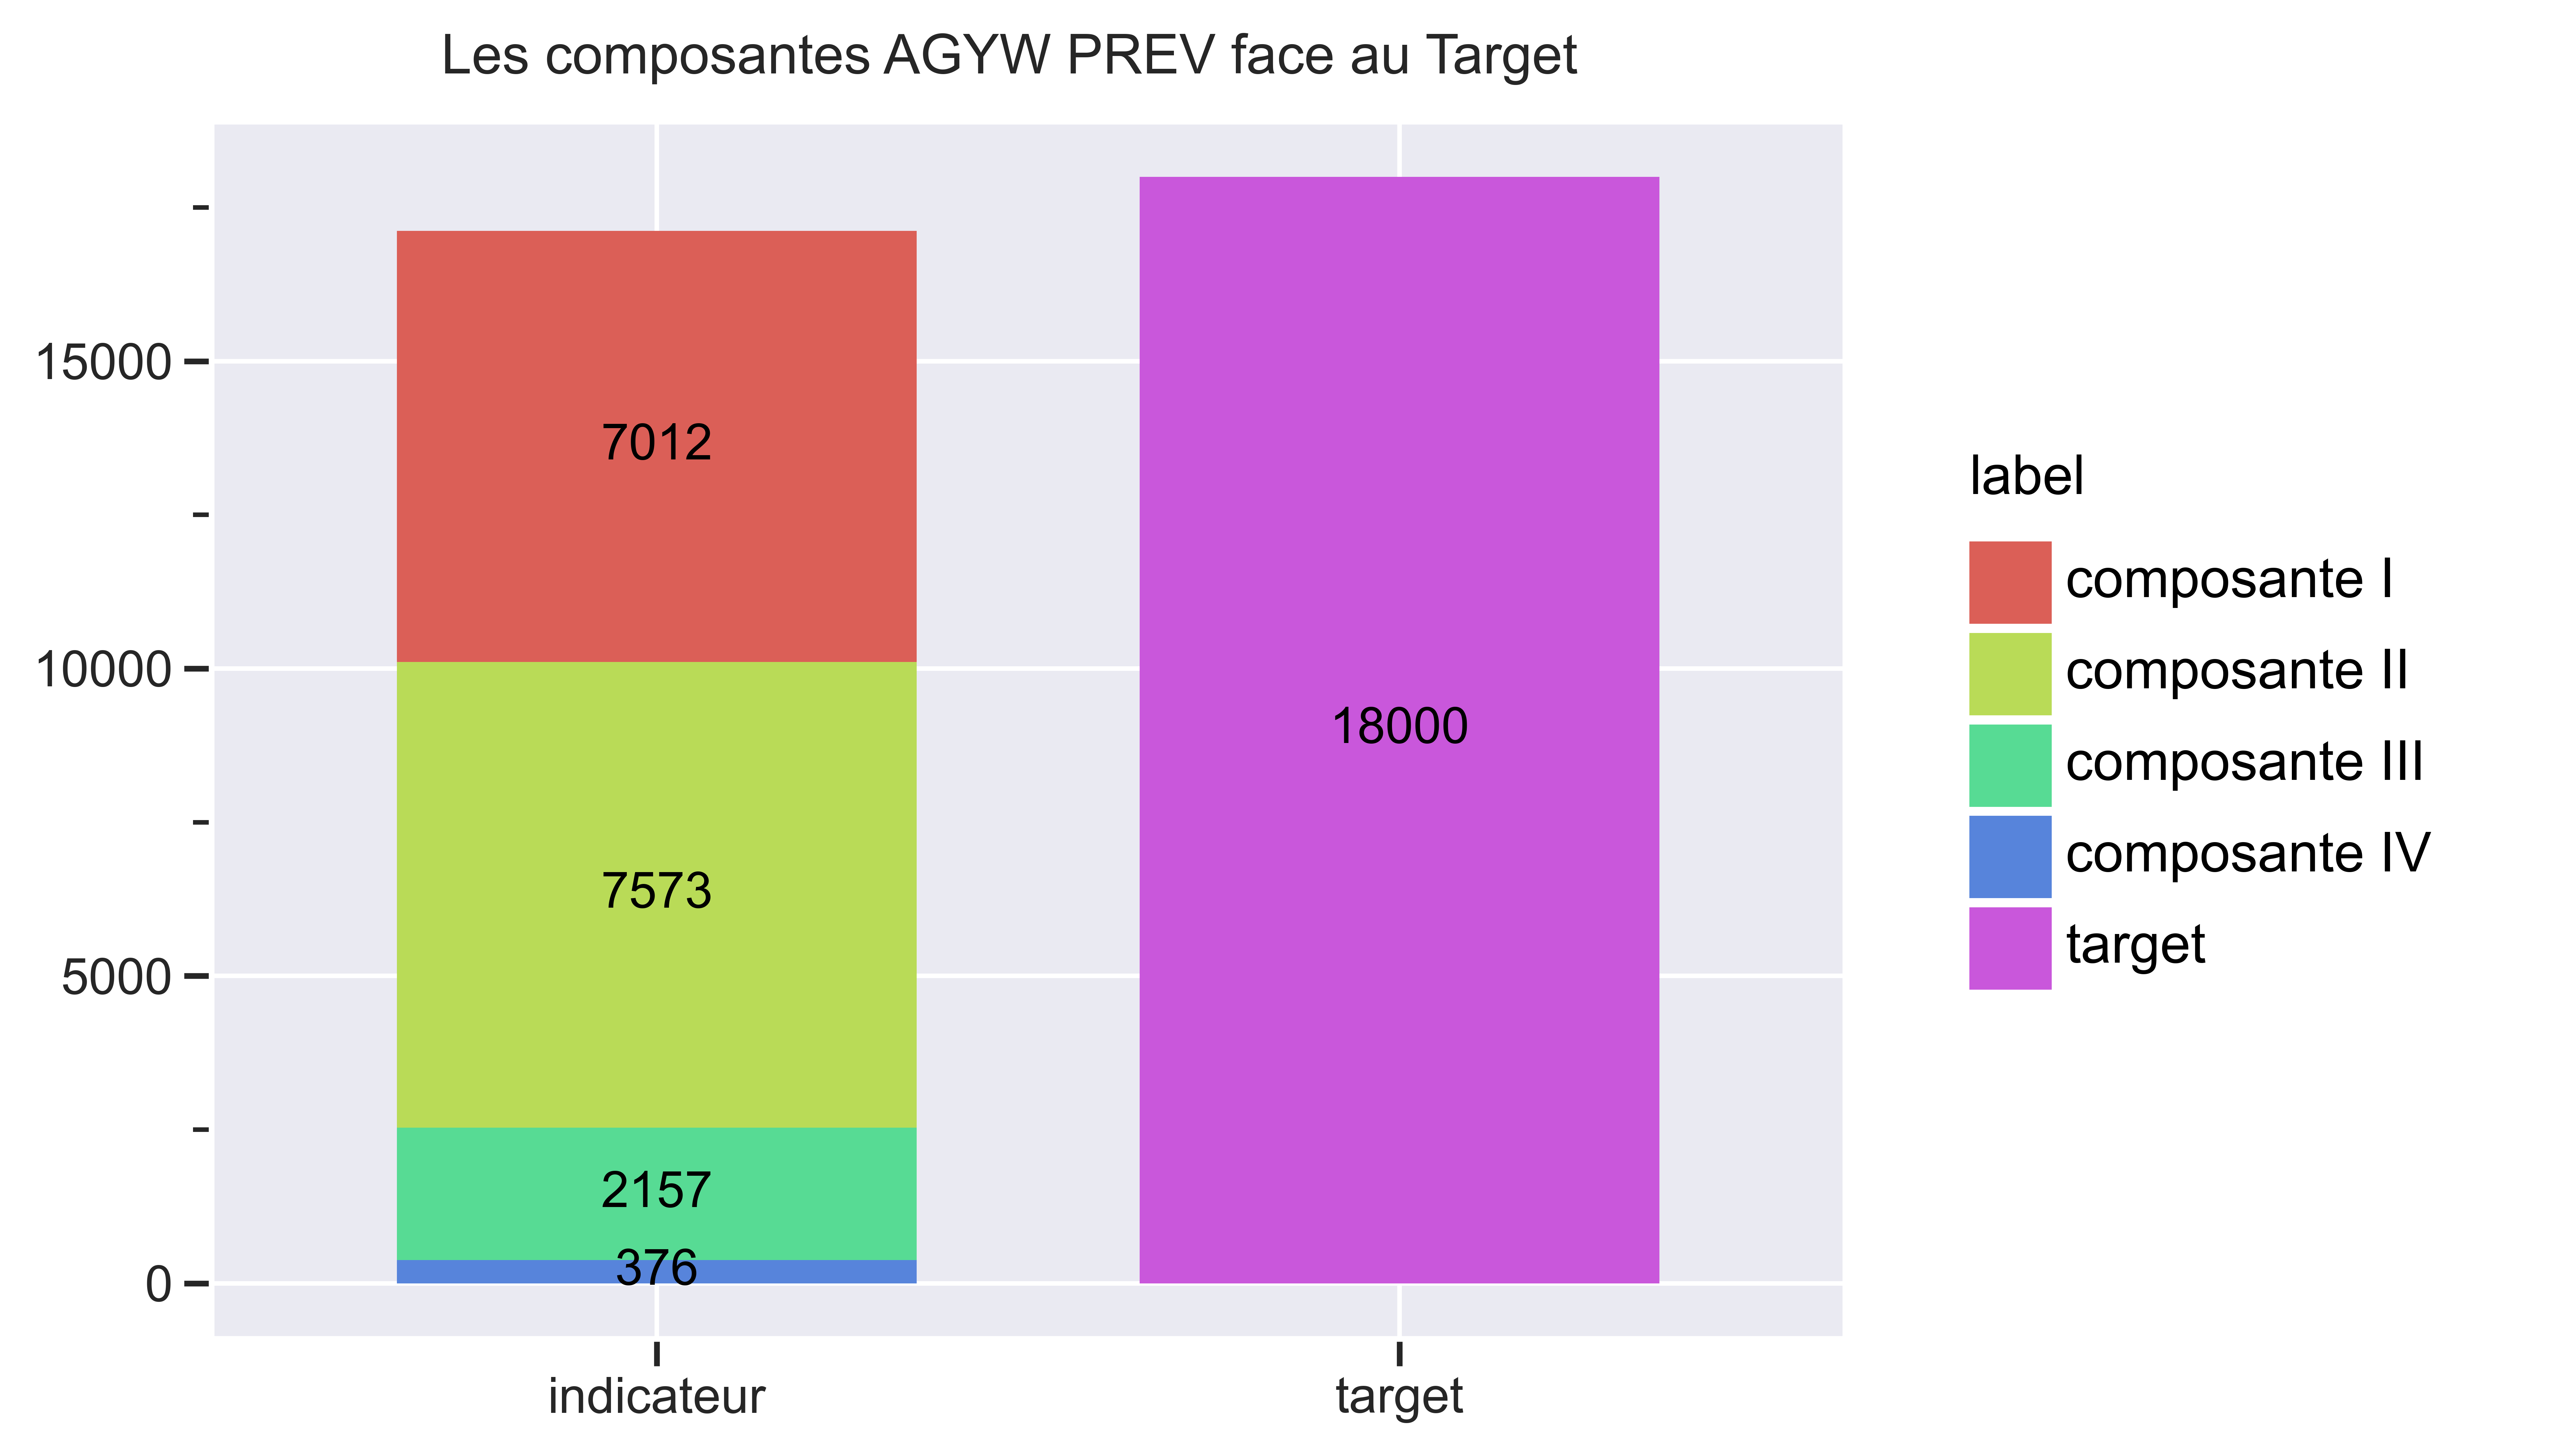 Les composantes AGYW PREV face au Target
15000
10000
5000
0
7012
7573
2157
376
18000
indicateur
target
label
composante I
composante II
composante III
composante IV
target